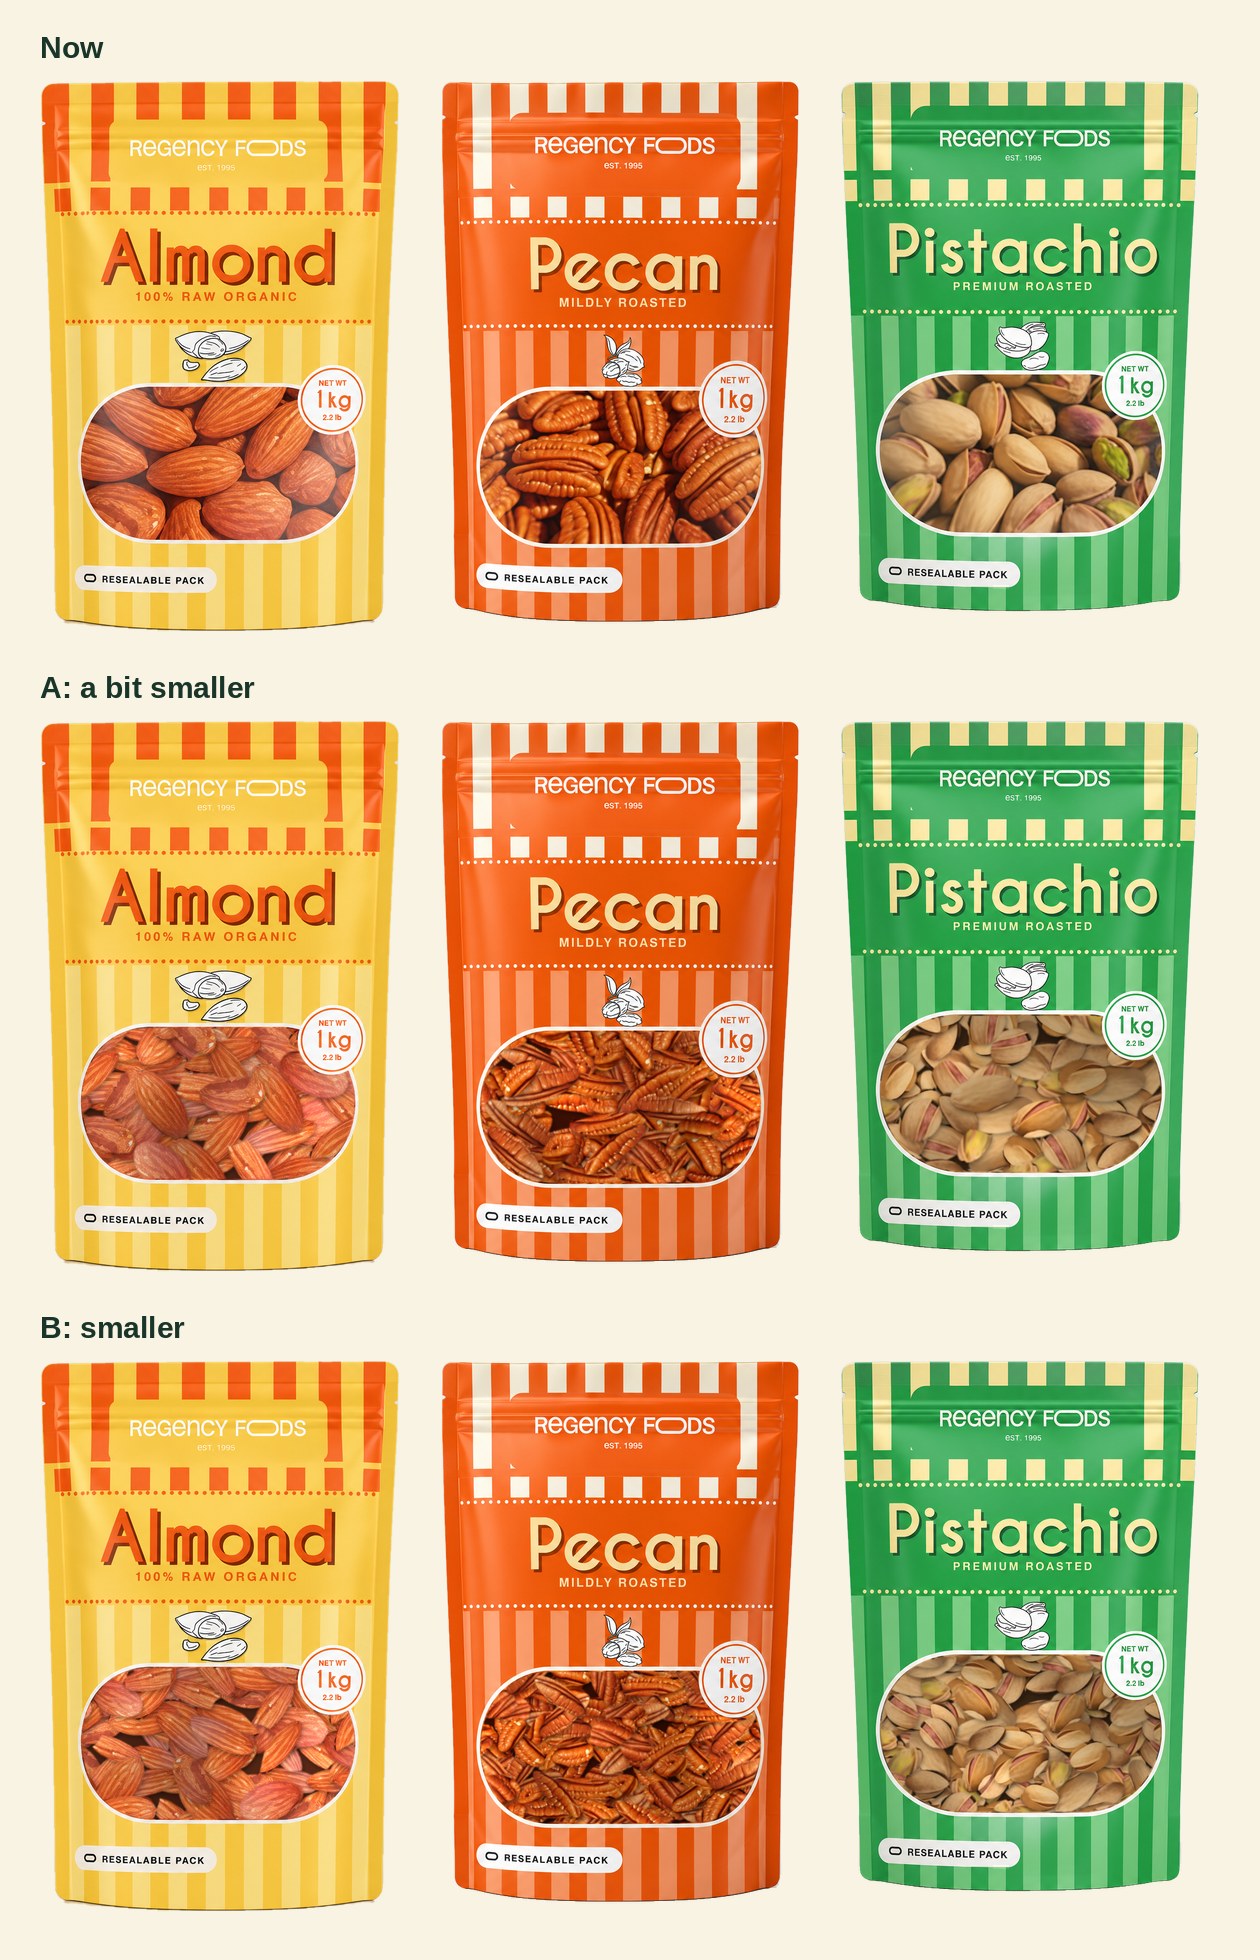 Now
REGENCY FOODS
EST. 1995
Almond
100% RAW ORGANIC
NET WT
1kg
2.2 lb
RESEALABLE PACK
REGENCY FOODS
EST. 1995
Pecan
MILDLY ROASTED
NET WT
1kg
2.2 lb
RESEALABLE PACK
REGENCY FOODS
EST. 1995
Pistachio
PREMIUM ROASTED
NET WT
1kg
2.2 lb
RESEALABLE PACK
A: a bit smaller
REGENCY FOODS
EST. 1995
Almond
100% RAW ORGANIC
NET WT
1kg
2.2 lb
RESEALABLE PACK
REGENCY FOODS
EST. 1995
Pecan
MILDLY ROASTED
NET WT
1kg
2.2 lb
RESEALABLE PACK
REGENCY FOODS
EST. 1995
Pistachio
PREMIUM ROASTED
NET WT
1kg
2.2 lb
RESEALABLE PACK
B: smaller
REGENCY FOODS
EST. 1995
Almond
100% RAW ORGANIC
NET WT
1kg
2.2 lb
RESEALABLE PACK
REGENCY FOODS
EST. 1995
Pecan
MILDLY ROASTED
NET WT
1kg
2.2 lb
RESEALABLE PACK
REGENCY FOODS
EST. 1995
Pistachio
PREMIUM ROASTED
NET WT
1kg
2.2 lb
RESEALABLE PACK